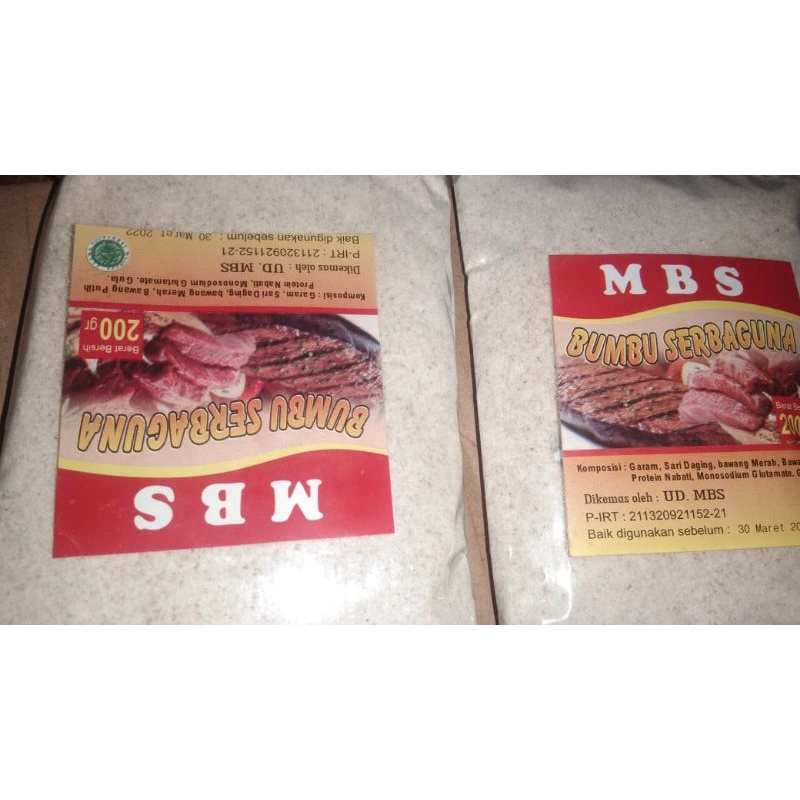 MBS
BUMBU SERBAGUNA
Berat Bersih
200 gr
Komposisi : Garam, Sari Daging, bawang Merah, Bawang Putih
Protein Nabati, Monosodium Glutamate. Gula.
Dikemas oleh : UD. MBS
P-IRT : 211320921152-21
Baik digunakan sebelum : 30 Maret 2022
MBS
BUMBU SERBAGUNA
Berat
200
Komposisi : Garam, Sari Daging, bawang Merah,
Protein Nabati, Monosodium Glutamate.
Dikemas oleh : UD. MBS
P-IRT : 211320921152-21
Baik digunakan sebelum : 30 Maret